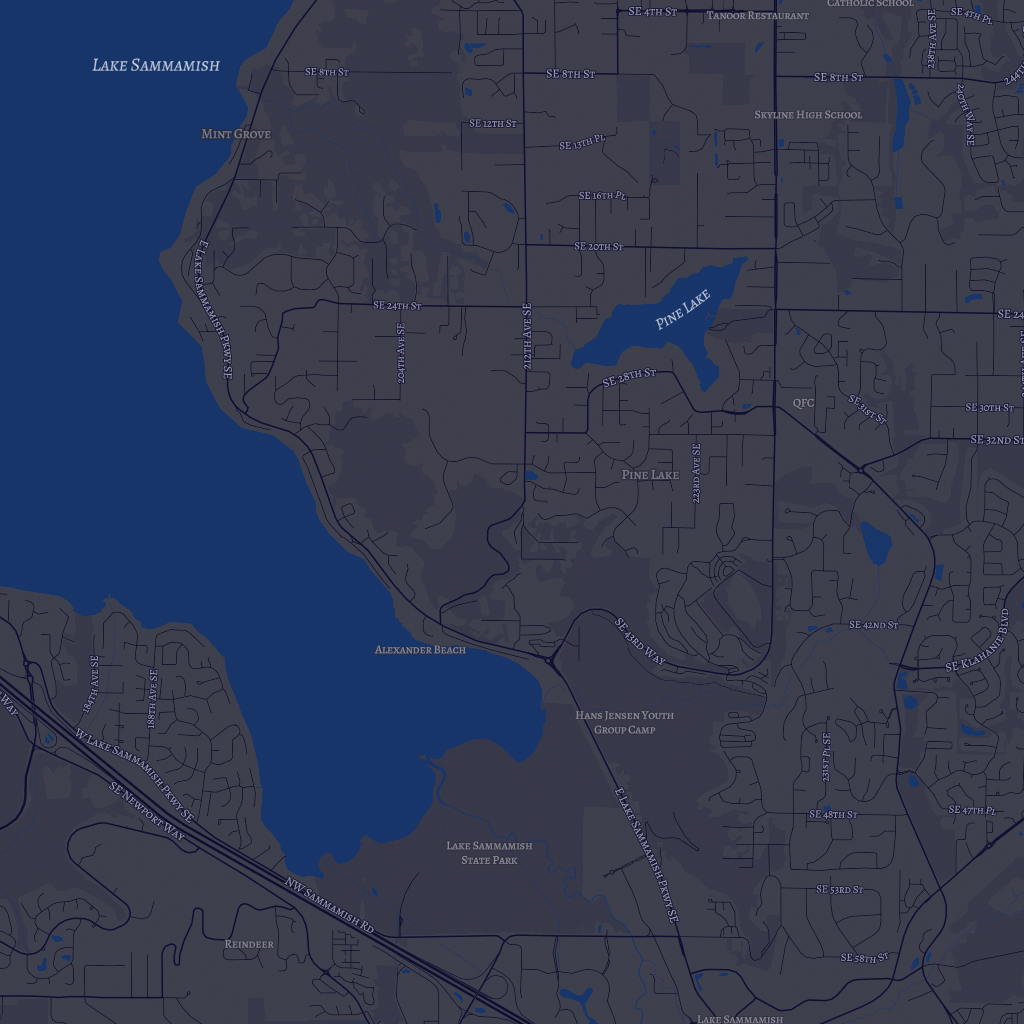 Catholic School
SE 4th St
Tanoor Restaurant
SE 4th Pl
238th Ave SE
Lake Sammamish
SE 8th St
SE 8th St
SE 8th St
244th
240th Way SE
Skyline High School
SE 12th St
Mint Grove
SE 13th Pl
SE 16th Pl
SE 20th St
E Lake Sammamish Pkwy SE
SE 24th St
Pine Lake
SE 24
212th Ave SE
204th Ave SE
SE 28th St
QFC
SE 31st St
SE 30th St
SE 32nd St
Pine Lake
223rd Ave SE
SE 42nd St
SE 43rd Way
SE Klahanie Blvd
Alexander Beach
184th Ave SE
188th Ave SE
Way
Hans Jensen Youth
Group Camp
231st Pl SE
W Lake Sammamish Pkwy SE
SE Newport Way
E Lake Sammamish Pkwy SE
SE 48th St
SE 47th Pl
Lake Sammamish
State Park
SE 53rd St
NW Sammamish Rd
Reindeer
SE 58th St
Lake Sammamish